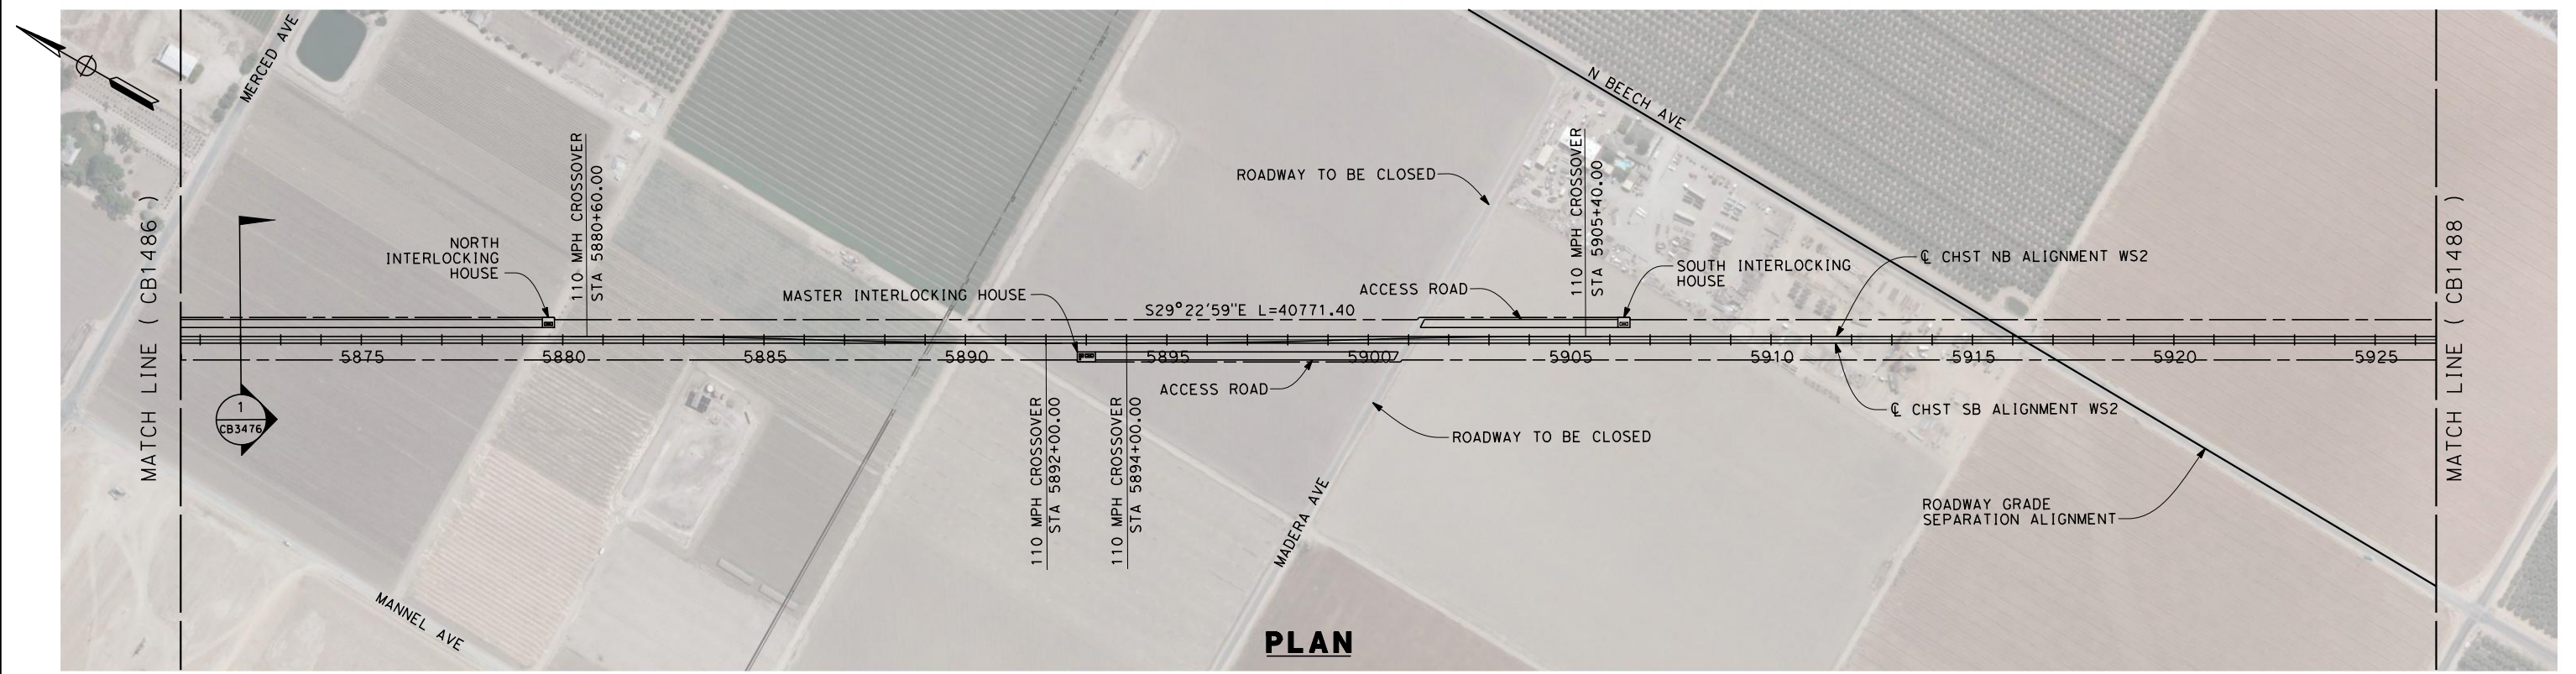 MERCED AVE
N BEECH AVE
MATCH LINE ( CB1486 )
110 MPH CROSSOVER
STA 5880+60.00
NORTH
INTERLOCKING
HOUSE
MASTER INTERLOCKING HOUSE
ROADWAY TO BE CLOSED
110 MPH CROSSOVER
STA 5905+40.00
ACCESS ROAD
SOUTH INTERLOCKING
HOUSE
℄ CHST NB ALIGNMENT WS2
MATCH LINE ( CB1488 )
S29°22'59"E L=40771.40
5875
5880
5885
5890
5895
5900
5905
5910
5915
5920
5925
1
CB3476
ACCESS ROAD
110 MPH CROSSOVER
STA 5892+00.00
110 MPH CROSSOVER
STA 5894+00.00
ROADWAY TO BE CLOSED
℄ CHST SB ALIGNMENT WS2
MADERA AVE
ROADWAY GRADE
SEPARATION ALIGNMENT
MANNEL AVE
PLAN